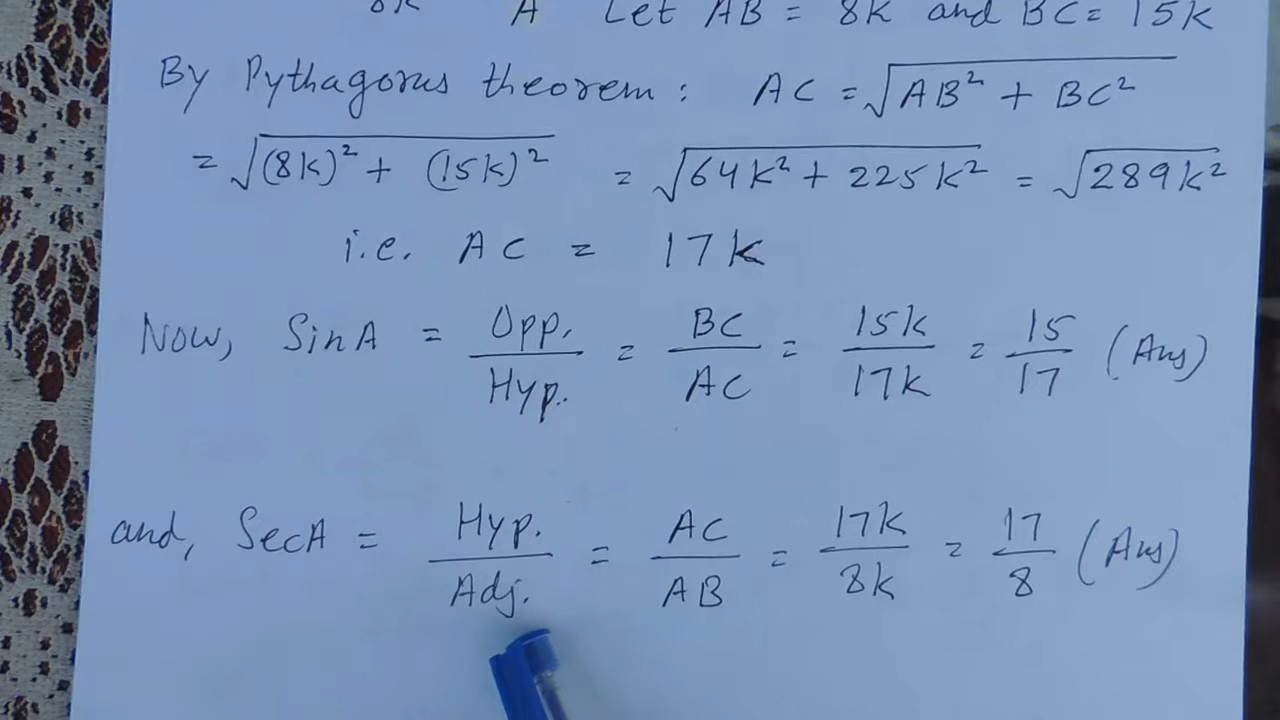 8k A Let AB = 8k and BC = 15k
By Pythagorus theorem : AC = √(AB² + BC²)
= √((8k)² + (15k)²) = √(64k² + 225k²) = √(289k²)
i.e. AC = 17k
Now, SinA = Opp./Hyp. = BC/AC = 15k/17k = 15/17 (Ans)
and, SecA = Hyp./Adj. = AC/AB = 17k/8k = 17/8 (Ans)